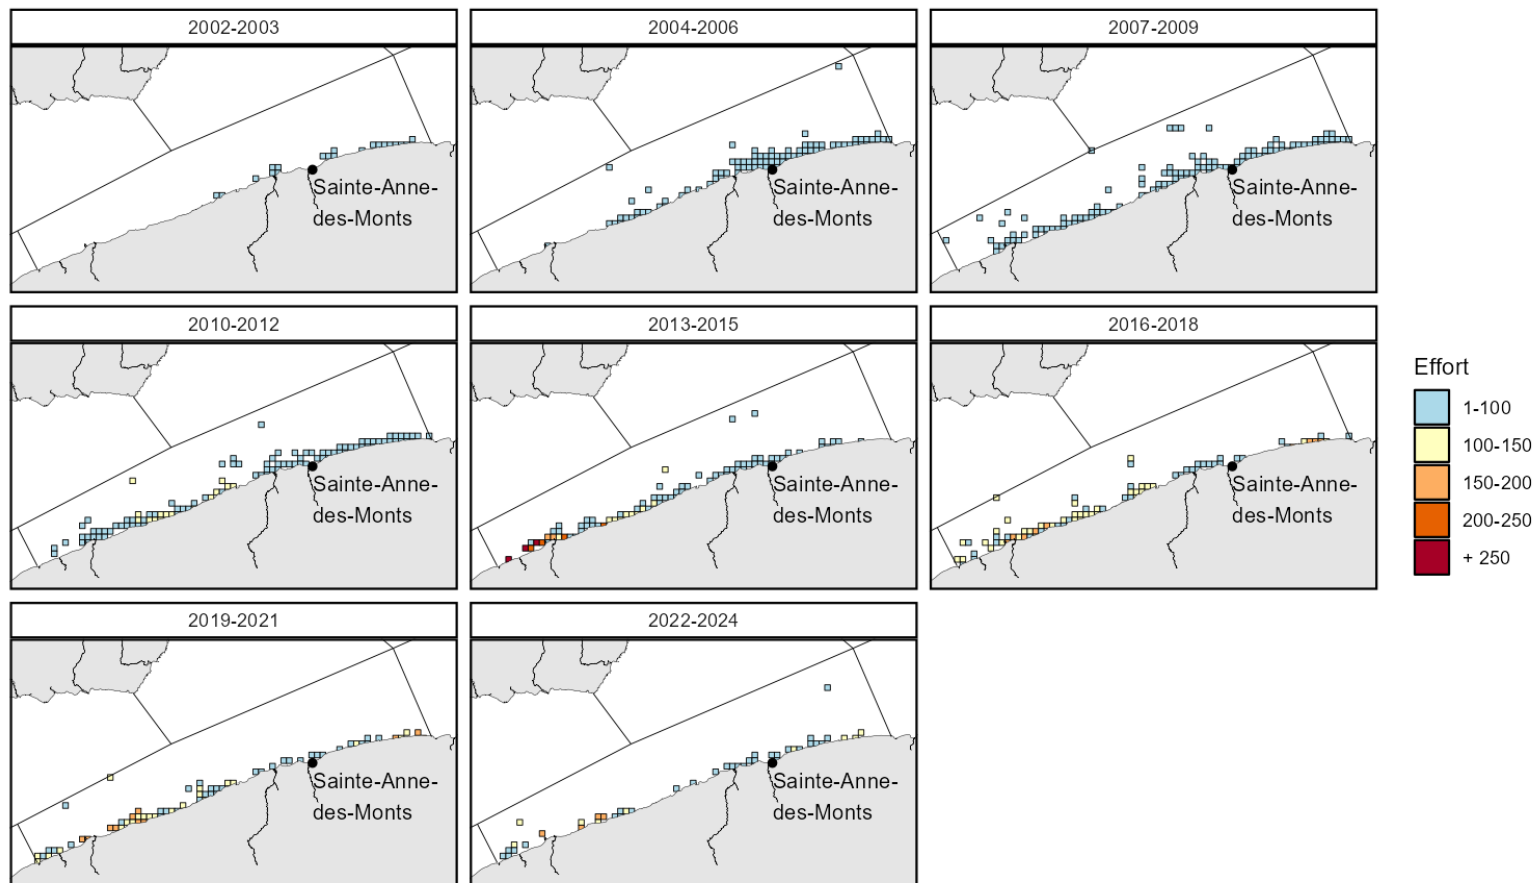 2002-2003
2004-2006
2007-2009
Sainte-Anne-
des-Monts
Sainte-Anne-
des-Monts
Sainte-Anne-
des-Monts
2010-2012
2013-2015
2016-2018
Sainte-Anne-
des-Monts
Sainte-Anne-
des-Monts
Sainte-Anne-
des-Monts
Effort
1-100
100-150
150-200
200-250
+ 250
2019-2021
2022-2024
Sainte-Anne-
des-Monts
Sainte-Anne-
des-Monts